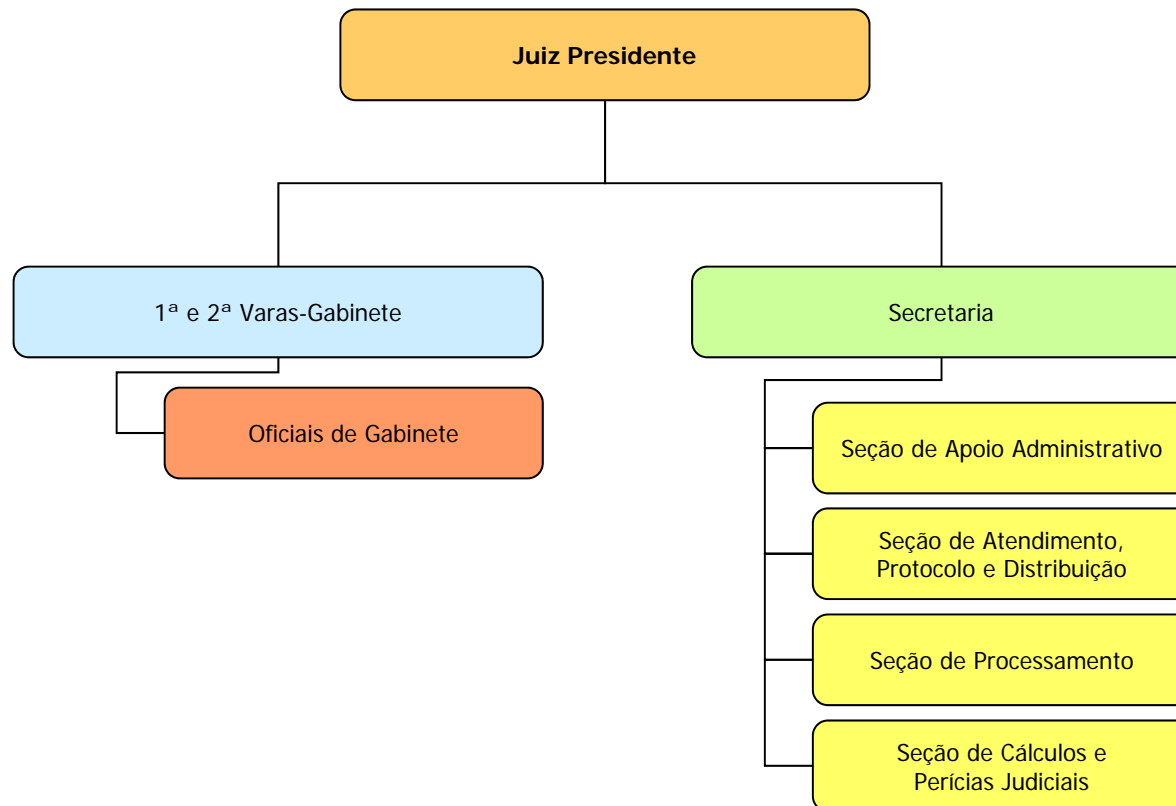 Juiz Presidente
1ª e 2ª Varas-Gabinete
Secretaria
Oficiais de Gabinete
Seção de Apoio Administrativo
Seção de Atendimento,
Protocolo e Distribuição
Seção de Processamento
Seção de Cálculos e
Perícias Judiciais